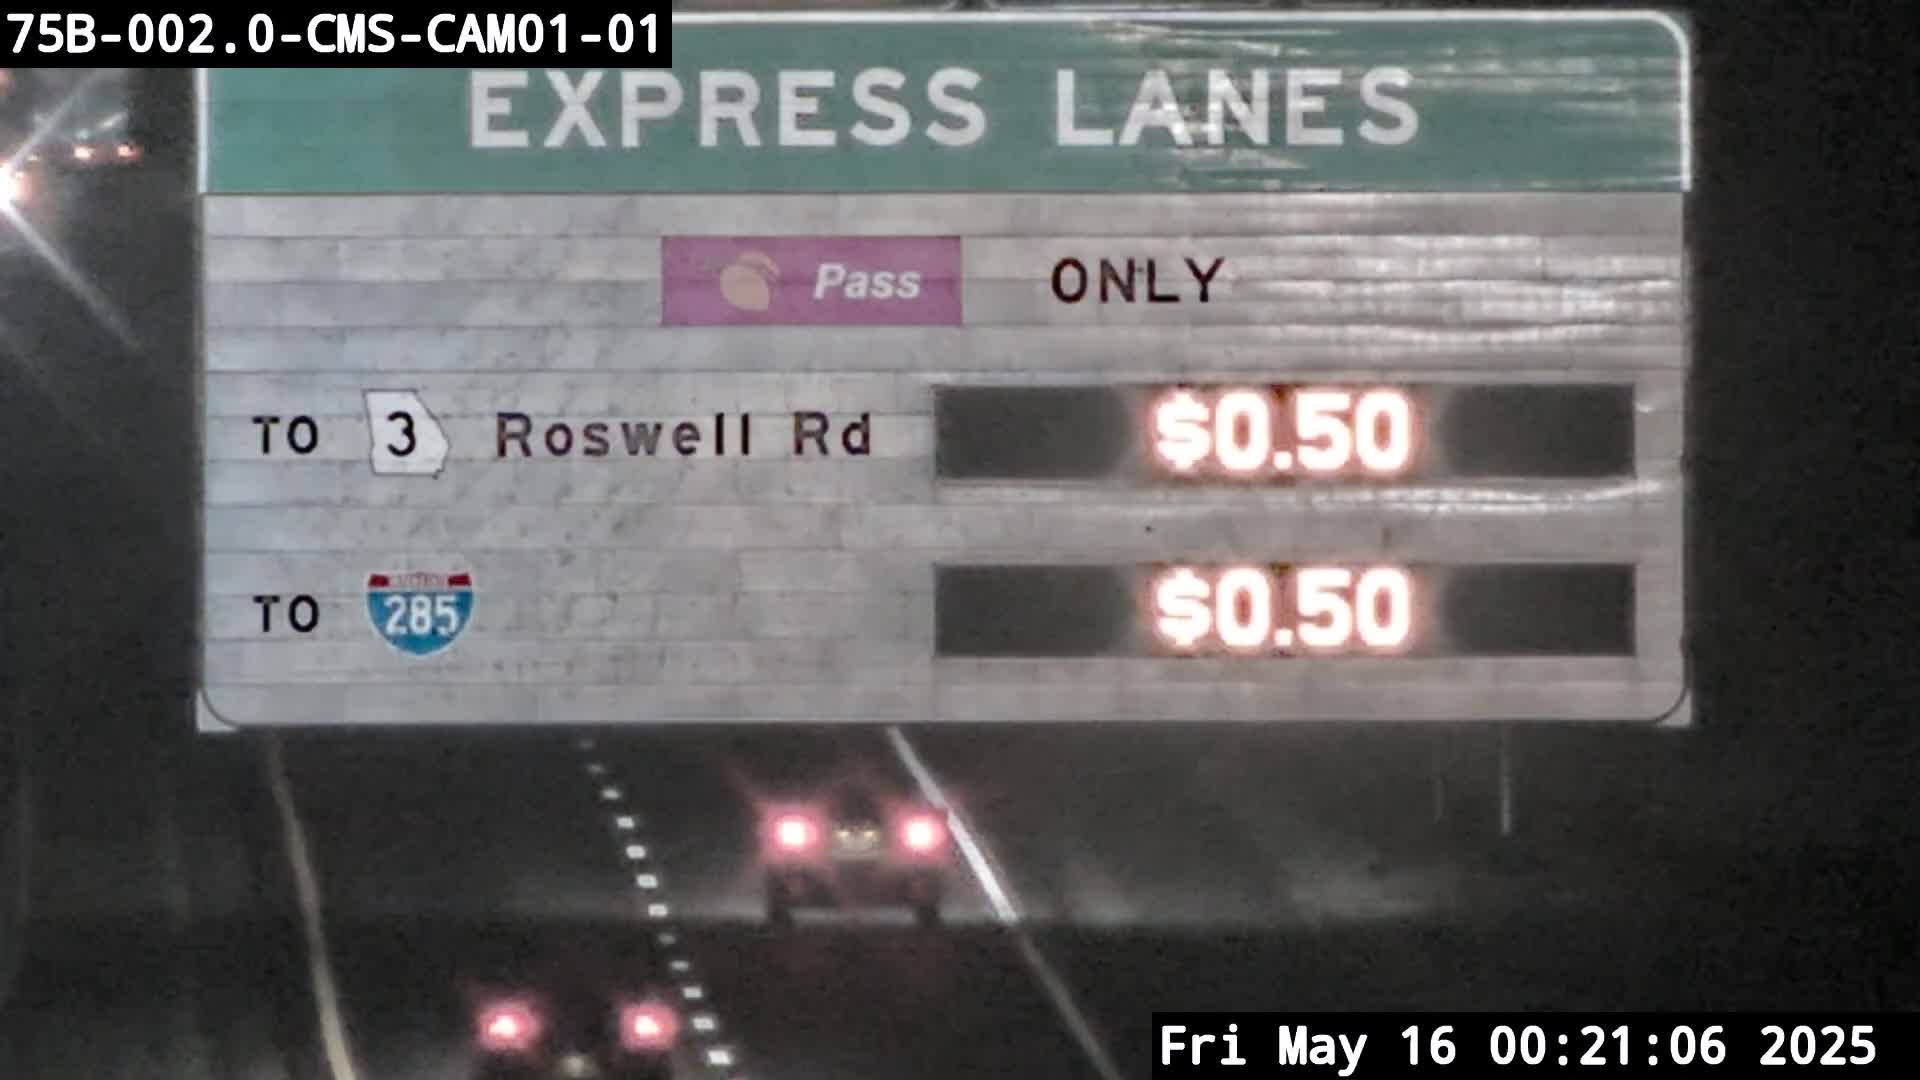 75B-002.0-CMS-CAM01-01
EXPRESS LANES
Pass ONLY
TO 3 Roswell Rd $0.50
TO 285 $0.50
Fri May 16 00:21:06 2025